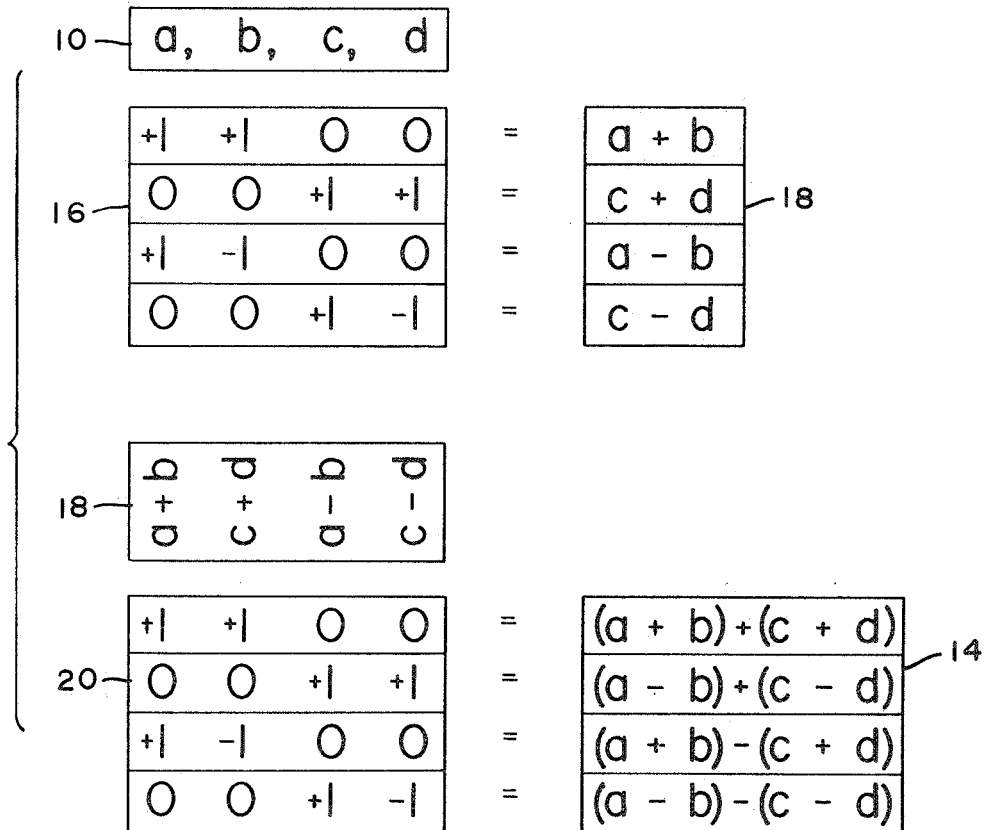 10 a, b, c, d
+1 +1 0 0 = a + b
16 0 0 +1 +1 = c + d 18
+1 -1 0 0 = a - b
0 0 +1 -1 = c - d
18 a + b c + d a - b c - d
+1 +1 0 0 = (a + b)+(c + d)
20 0 0 +1 +1 = (a - b)+(c - d) 14
+1 -1 0 0 = (a + b)-(c + d)
0 0 +1 -1 = (a - b)-(c - d)